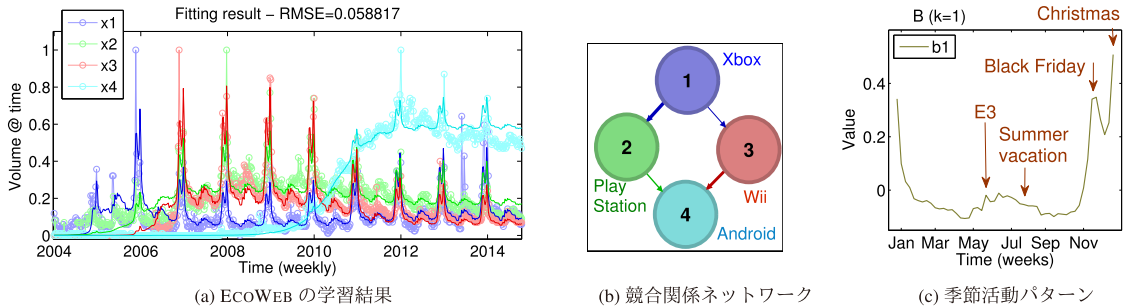 Fitting result − RMSE=0.058817
x1
x2
x3
x4
Volume @ time
1
0.8
0.6
0.4
0.2
0
2004 2006 2008 2010 2012 2014
Time (weekly)
(a) ECOWEB の学習結果
1
Xbox
2
Play
Station
3
Wii
4
Android
(b) 競合関係ネットワーク
B (k=1)
Christmas
b1
Black Friday
E3
Summer
vacation
Value
0.4
0.2
0
Jan Mar May Jul Sep Nov
Time (weeks)
(c) 季節活動パターン